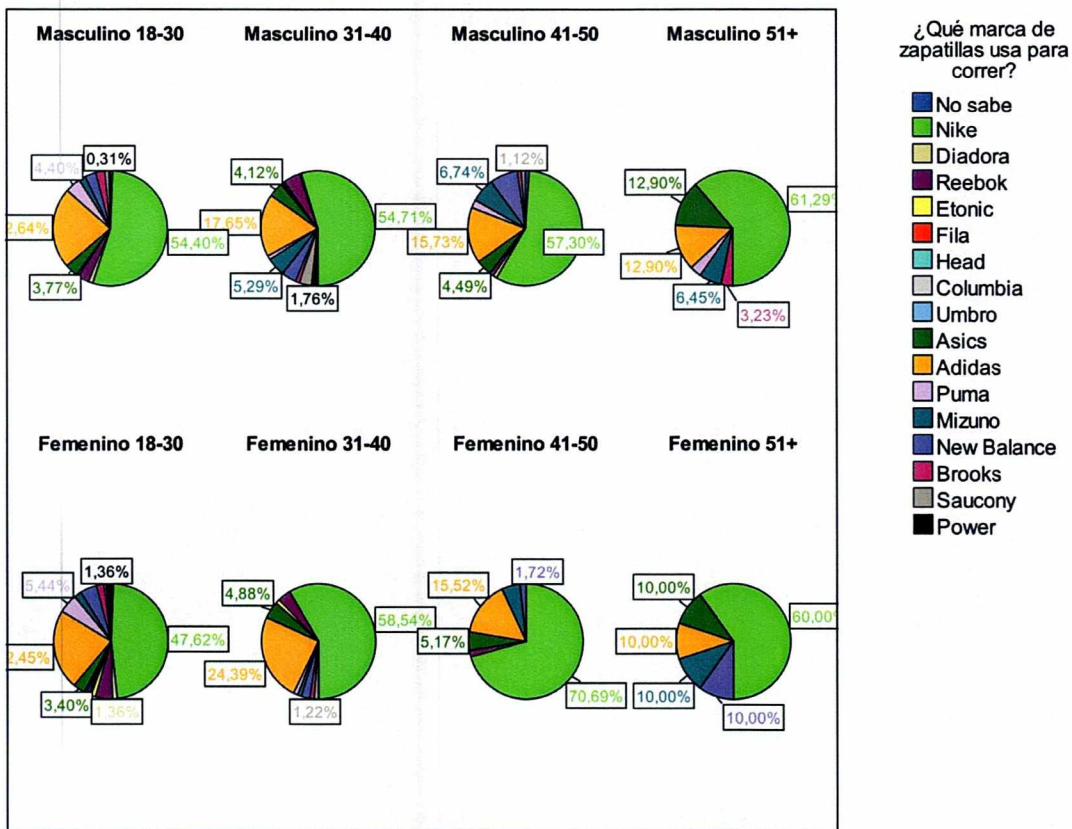 Masculino 18-30 Masculino 31-40 Masculino 41-50 Masculino 51+
4,40% 0,31%
2,64%
54,40%
3,77%
4,12%
17,65%
54,71%
5,29%
1,76%
6,74% 1,12%
15,73%
57,30%
4,49%
12,90%
61,29%
12,90%
6,45%
3,23%
Femenino 18-30 Femenino 31-40 Femenino 41-50 Femenino 51+
5,44% 1,36%
47,62%
2,45%
3,40% 1,36%
4,88%
58,54%
24,39%
1,22%
15,52% 1,72%
5,17%
70,69%
10,00%
60,00%
10,00%
10,00%
10,00%
¿Qué marca de
zapatillas usa para
correr?
No sabe
Nike
Diadora
Reebok
Etonic
Fila
Head
Columbia
Umbro
Asics
Adidas
Puma
Mizuno
New Balance
Brooks
Saucony
Power